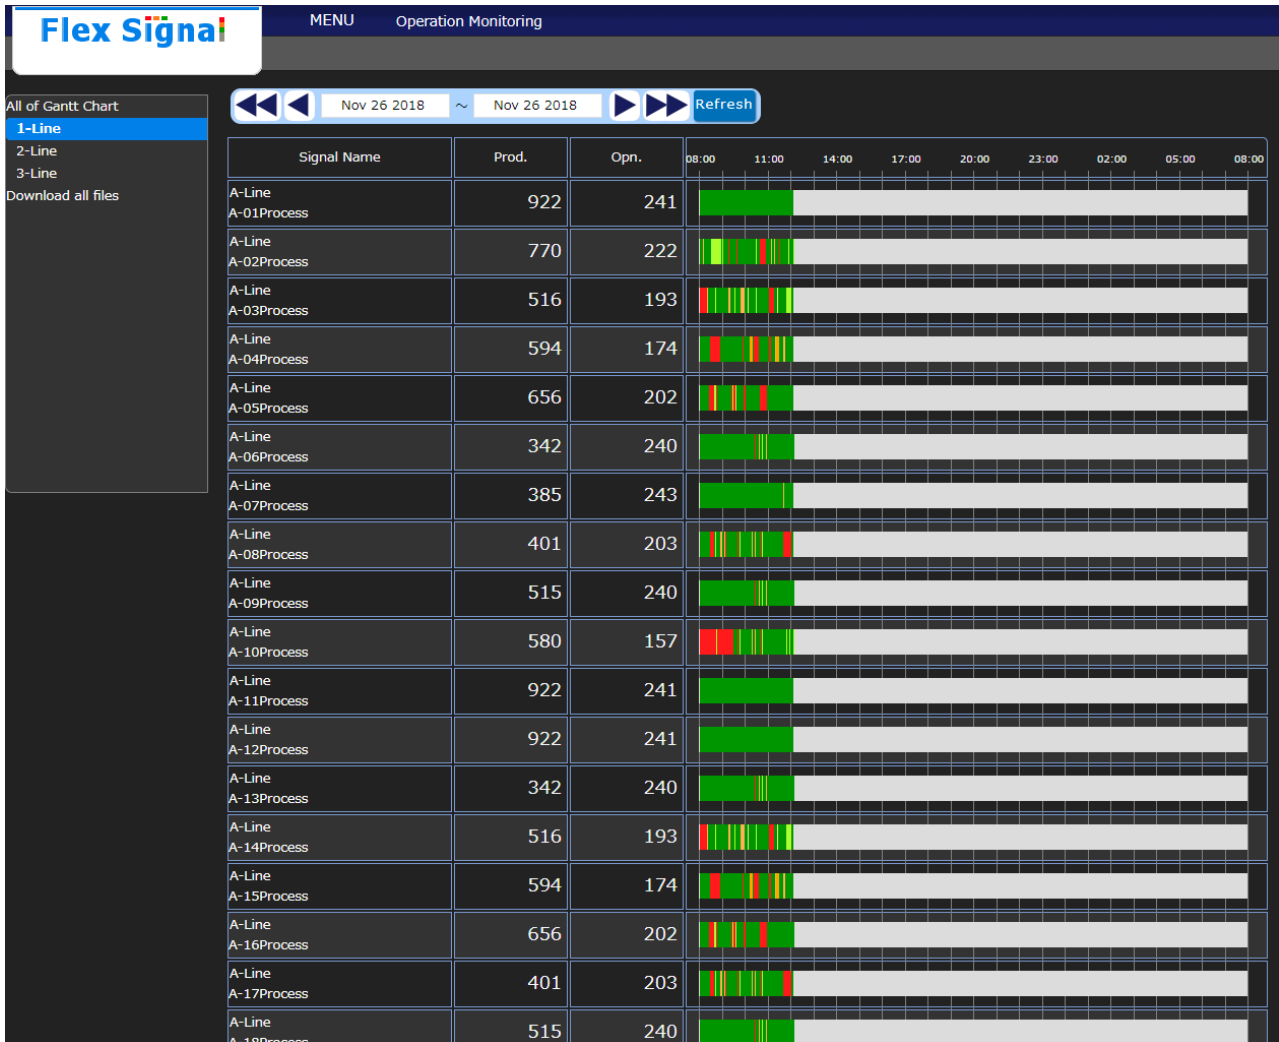 Flex Signal
MENU Operation Monitoring
All of Gantt Chart
1-Line
2-Line
3-Line
Download all files
Nov 26 2018 ~ Nov 26 2018 Refresh
Signal Name Prod. Opn. 08:00 11:00 14:00 17:00 20:00 23:00 02:00 05:00 08:00
A-Line
A-01Process 922 241
A-Line
A-02Process 770 222
A-Line
A-03Process 516 193
A-Line
A-04Process 594 174
A-Line
A-05Process 656 202
A-Line
A-06Process 342 240
A-Line
A-07Process 385 243
A-Line
A-08Process 401 203
A-Line
A-09Process 515 240
A-Line
A-10Process 580 157
A-Line
A-11Process 922 241
A-Line
A-12Process 922 241
A-Line
A-13Process 342 240
A-Line
A-14Process 516 193
A-Line
A-15Process 594 174
A-Line
A-16Process 656 202
A-Line
A-17Process 401 203
A-Line
A-18Process 515 240